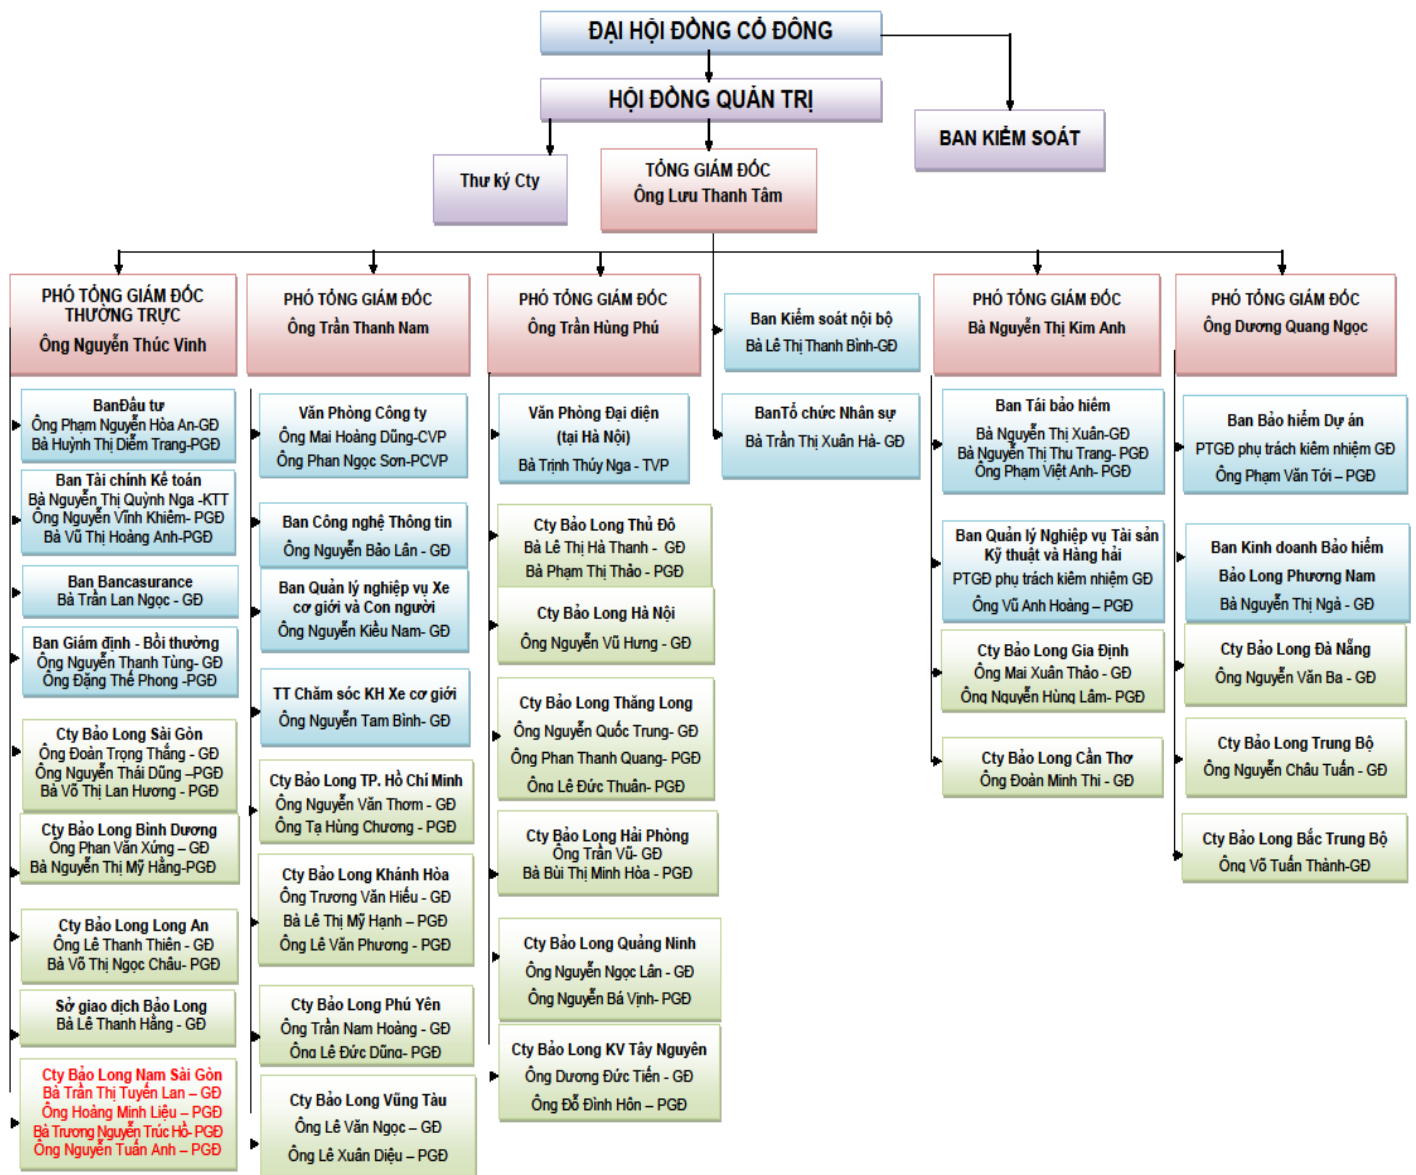 ĐẠI HỘI ĐỒNG CỔ ĐÔNG
HỘI ĐỒNG QUẢN TRỊ
BAN KIỂM SOÁT
Thư ký Cty
TỔNG GIÁM ĐỐC
Ông Lưu Thanh Tâm
PHÓ TỔNG GIÁM ĐỐC
THƯỜNG TRỰC
Ông Nguyễn Thúc Vinh
BanĐầu tư
Ông Phạm Nguyễn Hòa An-GĐ
Bà Huỳnh Thị Diễm Trang-PGĐ
Ban Tài chính Kế toán
Bà Nguyễn Thị Quỳnh Nga -KTT
Ông Nguyễn Vĩnh Khiêm- PGĐ
Bà Vũ Thị Hoàng Anh-PGĐ
Ban Bancasurance
Bà Trần Lan Ngọc - GĐ
Ban Giám định - Bồi thường
Ông Nguyễn Thanh Tùng- GĐ
Ông Đặng Thế Phong -PGĐ
Cty Bảo Long Sài Gòn
Ông Đoàn Trọng Thắng - GĐ
Ông Nguyễn Thái Dũng –PGĐ
Bà Võ Thị Lan Hương - PGĐ
Cty Bảo Long Bình Dương
Ông Phan Văn Xứng – GĐ
Bà Nguyễn Thị Mỹ Hằng-PGĐ
Cty Bảo Long Long An
Ông Lê Thanh Thiên - GĐ
Bà Võ Thị Ngọc Châu- PGĐ
Sở giao dịch Bảo Long
Bà Lê Thanh Hằng - GĐ
Cty Bảo Long Nam Sài Gòn
Bà Trần Thị Tuyến Lan – GĐ
Ông Hoàng Minh Liệu – PGĐ
Bà Trương Nguyễn Trúc Hồ- PGĐ
Ông Nguyễn Tuấn Anh – PGĐ
PHÓ TỔNG GIÁM ĐỐC
Ông Trần Thanh Nam
Văn Phòng Công ty
Ông Mai Hoàng Dũng-CVP
Ông Phan Ngọc Sơn-PCVP
Ban Công nghệ Thông tin
Ông Nguyễn Bảo Lân - GĐ
Ban Quản lý nghiệp vụ Xe
cơ giới và Con người
Ông Nguyễn Kiều Nam- GĐ
TT Chăm sóc KH Xe cơ giới
Ông Nguyễn Tam Bình- GĐ
Cty Bảo Long TP. Hồ Chí Minh
Ông Nguyễn Văn Thơm - GĐ
Ông Tạ Hùng Chương - PGĐ
Cty Bảo Long Khánh Hòa
Ông Trương Văn Hiếu - GĐ
Bà Lê Thị Mỹ Hạnh – PGĐ
Ông Lê Văn Phương - PGĐ
Cty Bảo Long Phú Yên
Ông Trần Nam Hoàng - GĐ
Ông Lê Đức Dũng- PGĐ
Cty Bảo Long Vũng Tàu
Ông Lê Văn Ngọc – GĐ
Ông Lê Xuân Diệu – PGĐ
PHÓ TỔNG GIÁM ĐỐC
Ông Trần Hùng Phú
Văn Phòng Đại diện
(tại Hà Nội)
Bà Trịnh Thúy Nga - TVP
Cty Bảo Long Thủ Đô
Bà Lê Thị Hà Thanh - GĐ
Bà Phạm Thị Thảo - PGĐ
Cty Bảo Long Hà Nội
Ông Nguyễn Vũ Hưng - GĐ
Cty Bảo Long Thăng Long
Ông Nguyễn Quốc Trung- GĐ
Ông Phan Thanh Quang- PGĐ
Ông Lê Đức Thuận- PGĐ
Cty Bảo Long Hải Phòng
Ông Trần Vũ- GĐ
Bà Bùi Thị Minh Hòa - PGĐ
Cty Bảo Long Quảng Ninh
Ông Nguyễn Ngọc Lân - GĐ
Ông Nguyễn Bá Vịnh- PGĐ
Cty Bảo Long KV Tây Nguyên
Ông Dương Đức Tiến - GĐ
Ông Đỗ Đình Hôn – PGĐ
Ban Kiểm soát nội bộ
Bà Lê Thị Thanh Bình-GĐ
BanTổ chức Nhân sự
Bà Trần Thị Xuân Hà- GĐ
PHÓ TỔNG GIÁM ĐỐC
Bà Nguyễn Thị Kim Anh
Ban Tái bảo hiểm
Bà Nguyễn Thị Xuân-GĐ
Bà Nguyễn Thị Thu Trang- PGĐ
Ông Phạm Việt Anh- PGĐ
Ban Quản lý Nghiệp vụ Tài sản
Kỹ thuật và Hàng hải
PTGĐ phụ trách kiêm nhiệm GĐ
Ông Vũ Anh Hoàng – PGĐ
Cty Bảo Long Gia Định
Ông Mai Xuân Thảo - GĐ
Ông Nguyễn Hùng Lâm- PGĐ
Cty Bảo Long Cần Thơ
Ông Đoàn Minh Thi - GĐ
PHÓ TỔNG GIÁM ĐỐC
Ông Dương Quang Ngọc
Ban Bảo hiểm Dự án
PTGĐ phụ trách kiêm nhiệm GĐ
Ông Phạm Văn Tới – PGĐ
Ban Kinh doanh Bảo hiểm
Bảo Long Phương Nam
Bà Nguyễn Thị Ngà - GĐ
Cty Bảo Long Đà Nẵng
Ông Nguyễn Văn Ba - GĐ
Cty Bảo Long Trung Bộ
Ông Nguyễn Châu Tuấn - GĐ
Cty Bảo Long Bắc Trung Bộ
Ông Võ Tuấn Thành-GĐ